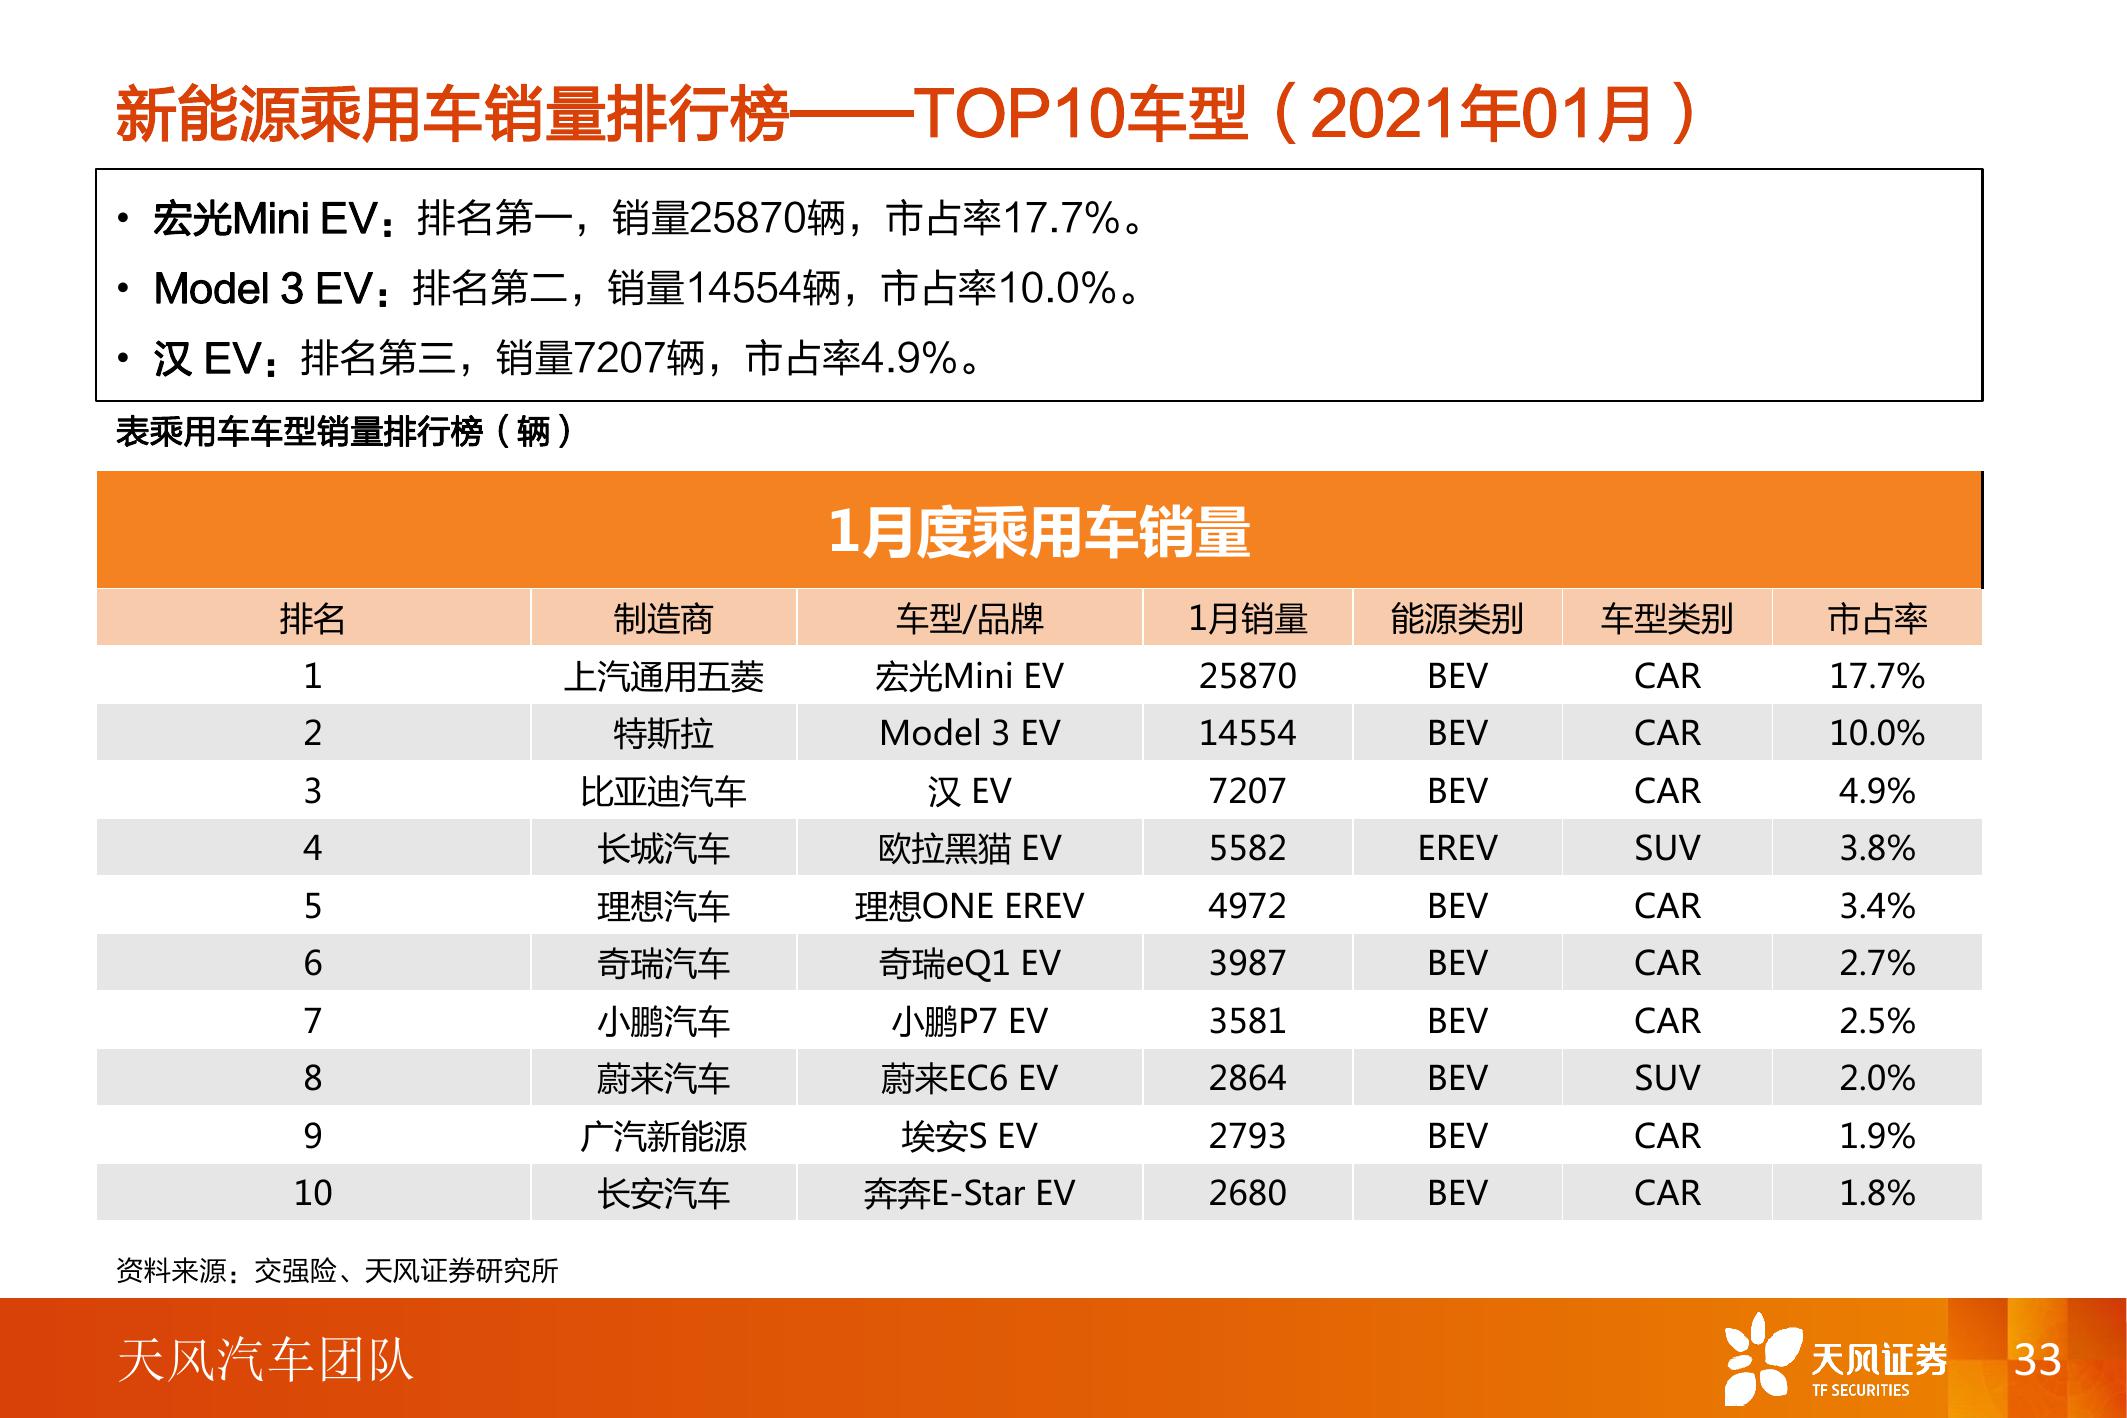 新能源乘用车销量排行榜——TOP10车型（2021年01月）
• 宏光Mini EV：排名第一，销量25870辆，市占率17.7%。
• Model 3 EV：排名第二，销量14554辆，市占率10.0%。
• 汉 EV：排名第三，销量7207辆，市占率4.9%。
表乘用车车型销量排行榜（辆）
1月度乘用车销量
排名 制造商 车型/品牌 1月销量 能源类别 车型类别 市占率
1 上汽通用五菱 宏光Mini EV 25870 BEV CAR 17.7%
2 特斯拉 Model 3 EV 14554 BEV CAR 10.0%
3 比亚迪汽车 汉 EV 7207 BEV CAR 4.9%
4 长城汽车 欧拉黑猫 EV 5582 EREV SUV 3.8%
5 理想汽车 理想ONE EREV 4972 BEV CAR 3.4%
6 奇瑞汽车 奇瑞eQ1 EV 3987 BEV CAR 2.7%
7 小鹏汽车 小鹏P7 EV 3581 BEV CAR 2.5%
8 蔚来汽车 蔚来EC6 EV 2864 BEV SUV 2.0%
9 广汽新能源 埃安S EV 2793 BEV CAR 1.9%
10 长安汽车 奔奔E-Star EV 2680 BEV CAR 1.8%
资料来源：交强险、天风证券研究所
天风汽车团队
天风证券
TF SECURITIES
33